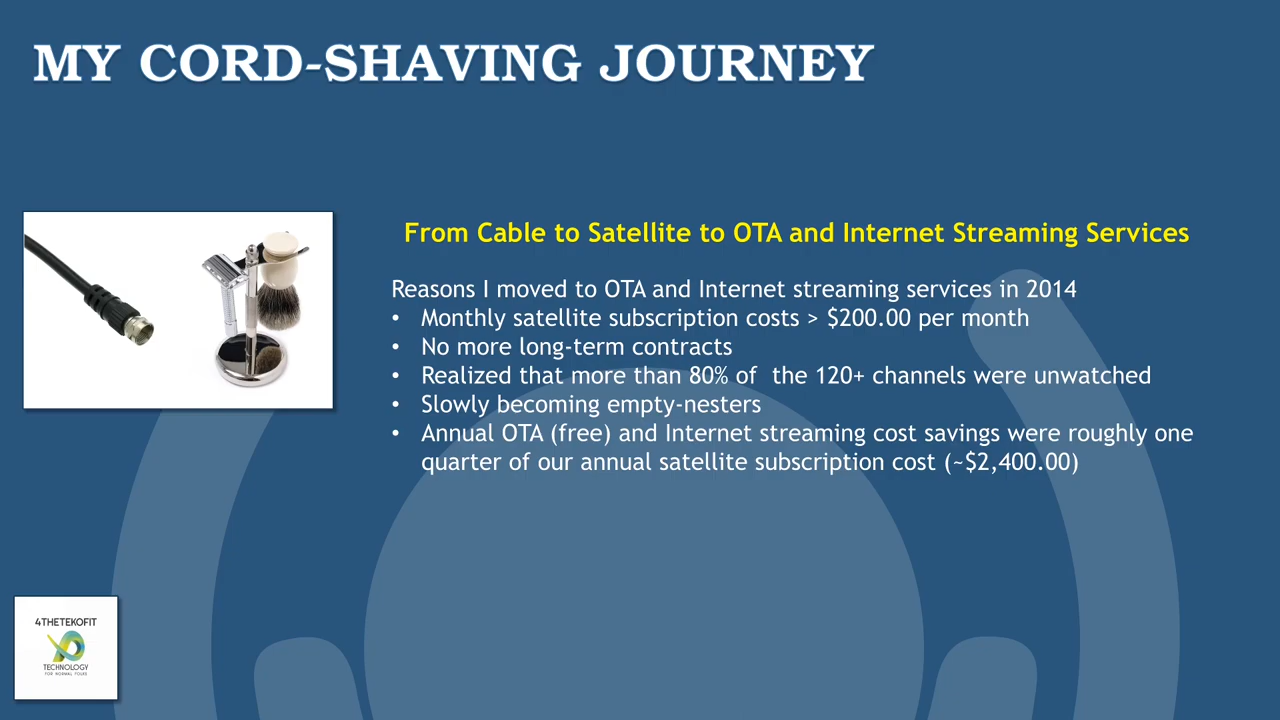 MY CORD-SHAVING JOURNEY
From Cable to Satellite to OTA and Internet Streaming Services
Reasons I moved to OTA and Internet streaming services in 2014
• Monthly satellite subscription costs > $200.00 per month
• No more long-term contracts
• Realized that more than 80% of  the 120+ channels were unwatched
• Slowly becoming empty-nesters
• Annual OTA (free) and Internet streaming cost savings were roughly one
quarter of our annual satellite subscription cost (~$2,400.00)
4THETEKOFIT
TECHNOLOGY
FOR NORMAL FOLKS